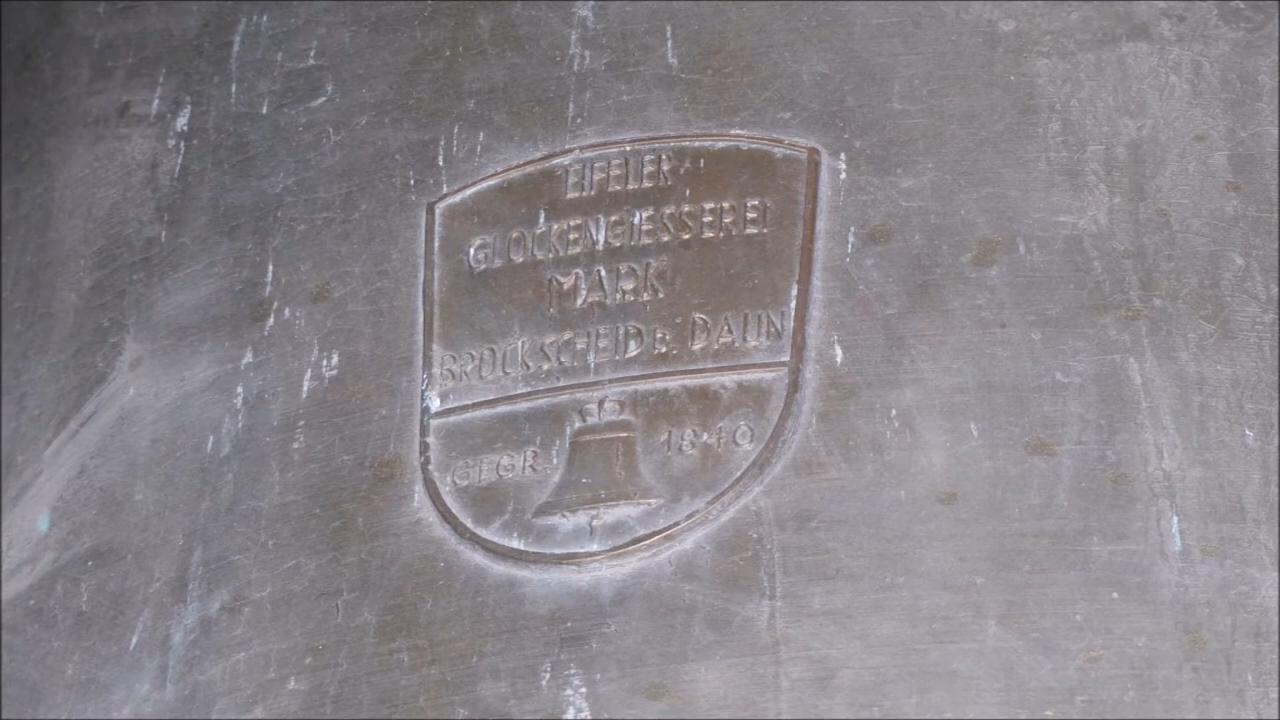 EIFELER
GLOCKENGIESSEREI
MARK
BROCKSCHEID b. DAUN
GEGR. 1840